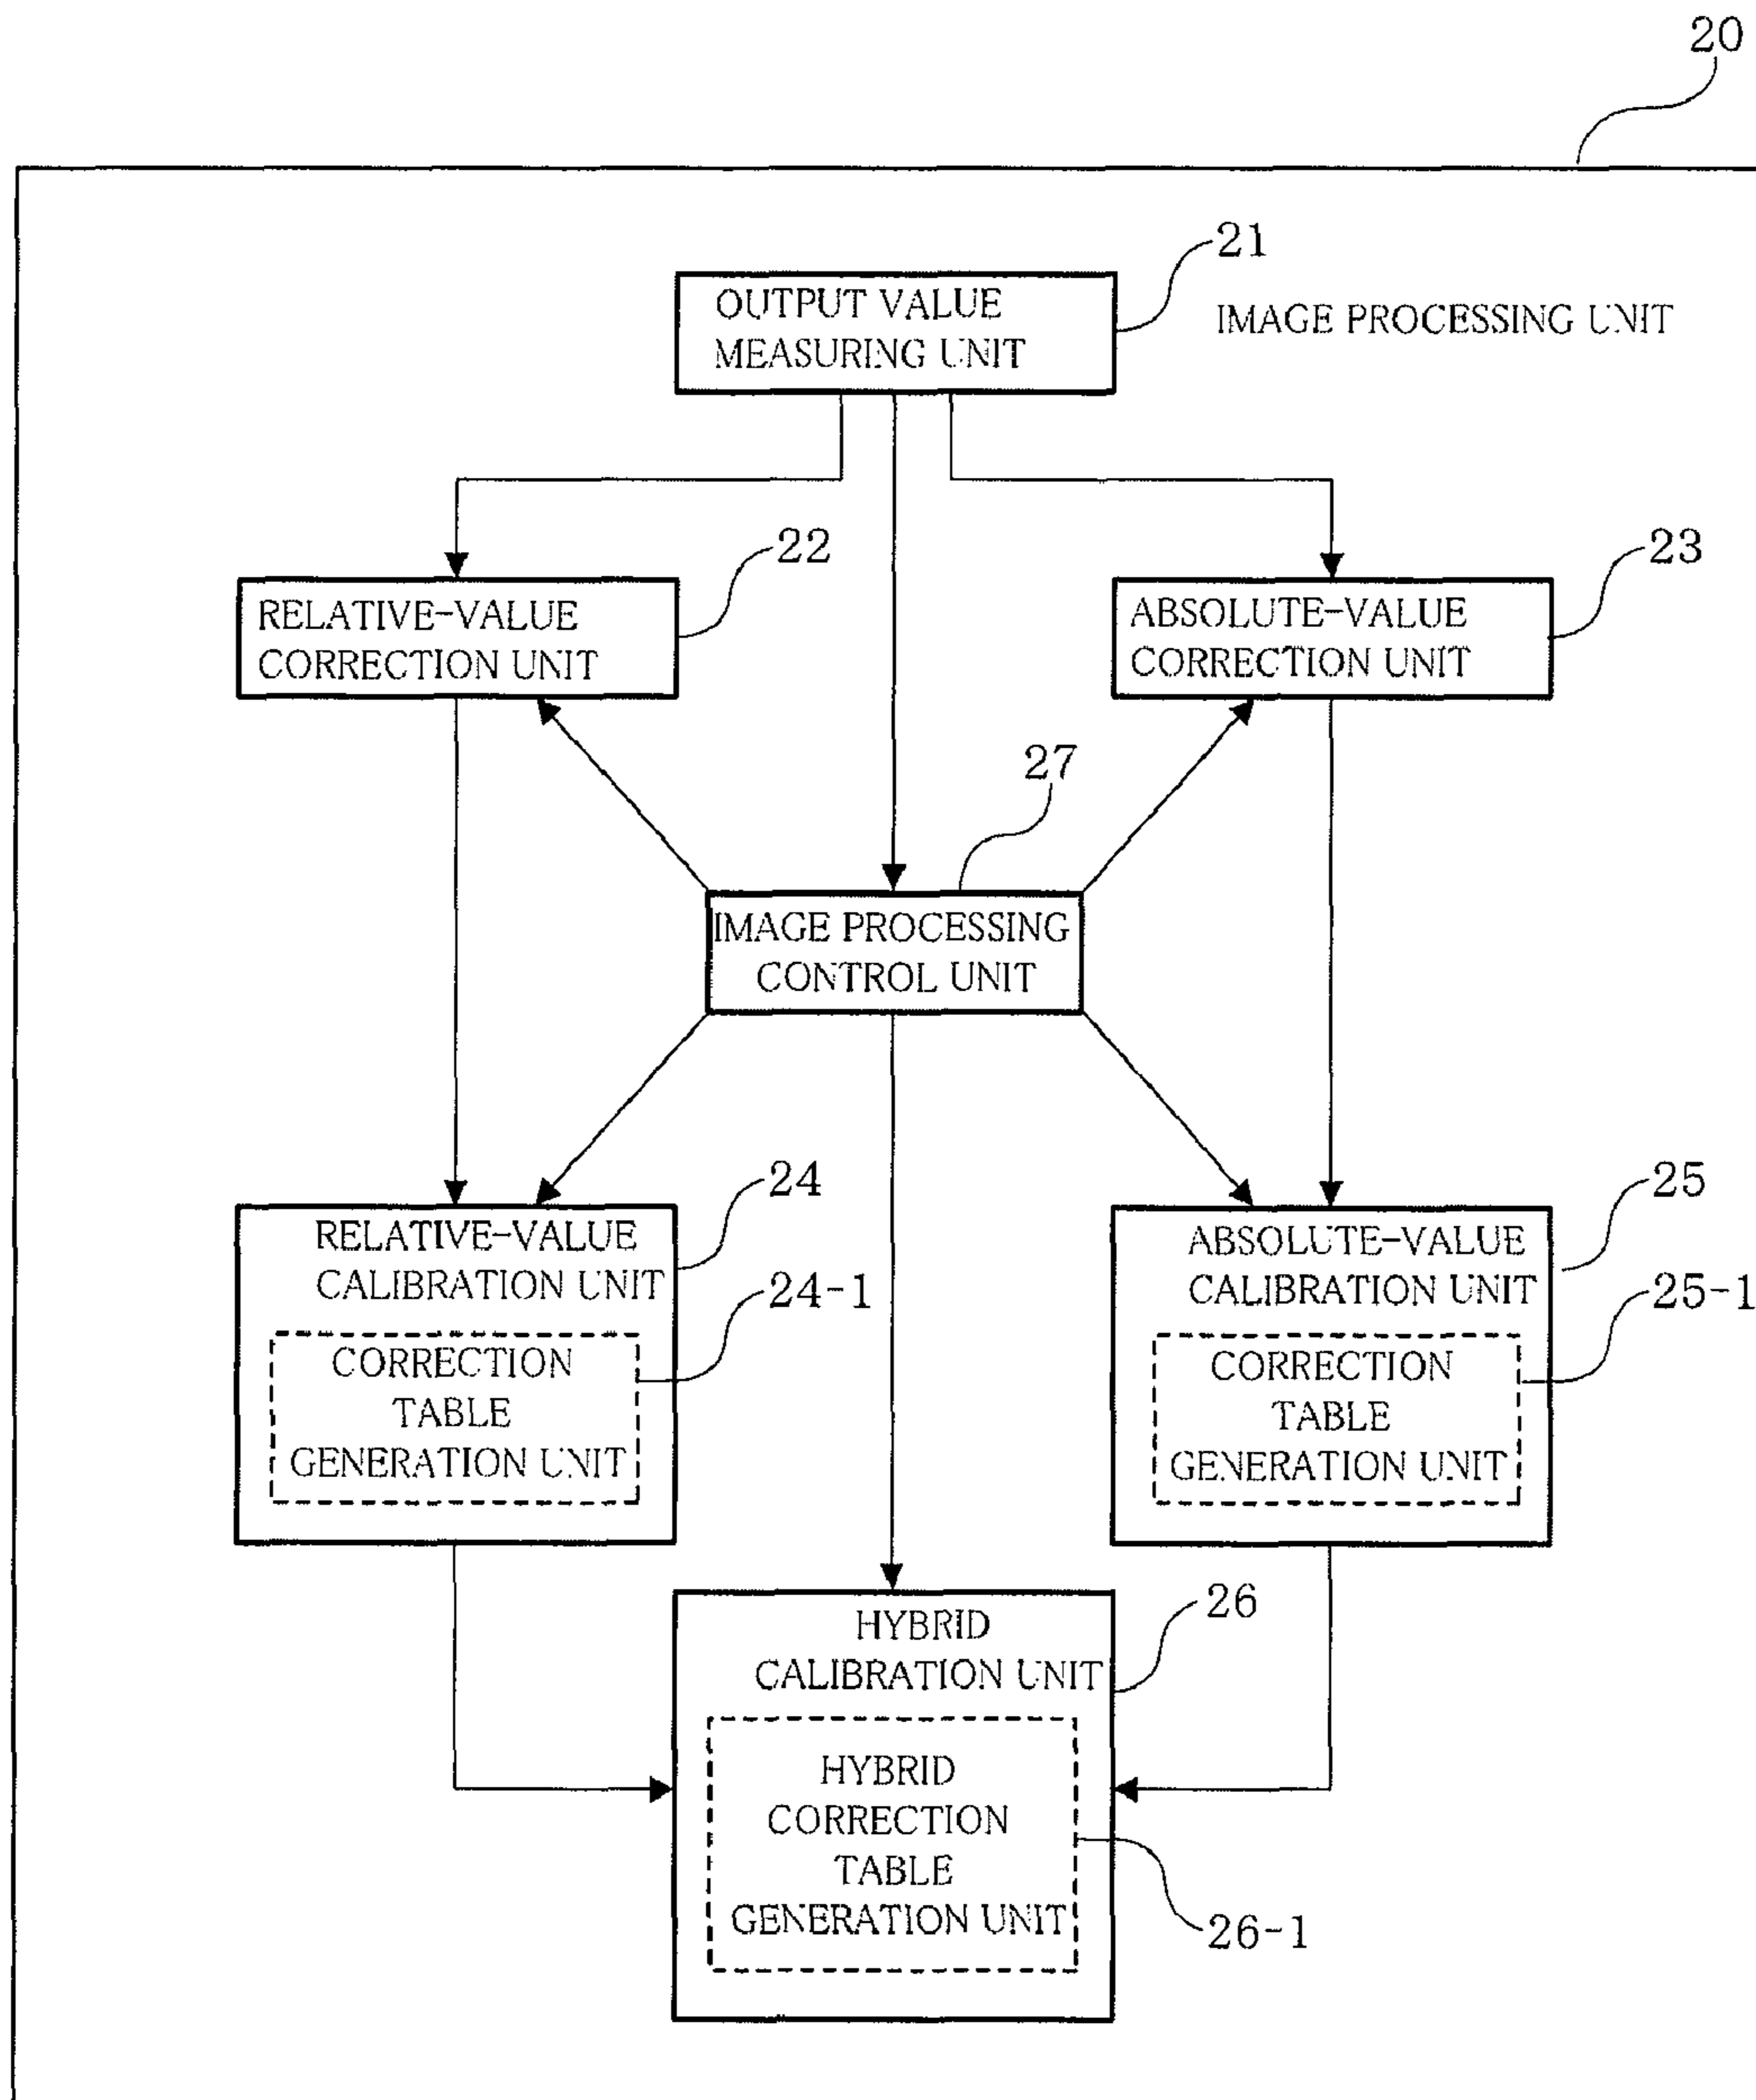 20
21
OUTPUT VALUE
MEASURING UNIT
IMAGE PROCESSING UNIT
22
23
RELATIVE-VALUE
CORRECTION UNIT
ABSOLUTE-VALUE
CORRECTION UNIT
27
IMAGE PROCESSING
CONTROL UNIT
24
25
RELATIVE-VALUE
CALIBRATION UNIT
ABSOLUTE-VALUE
CALIBRATION UNIT
24-1
25-1
CORRECTION
TABLE
GENERATION UNIT
CORRECTION
TABLE
GENERATION UNIT
26
HYBRID
CALIBRATION UNIT
HYBRID
CORRECTION
TABLE
GENERATION UNIT
26-1